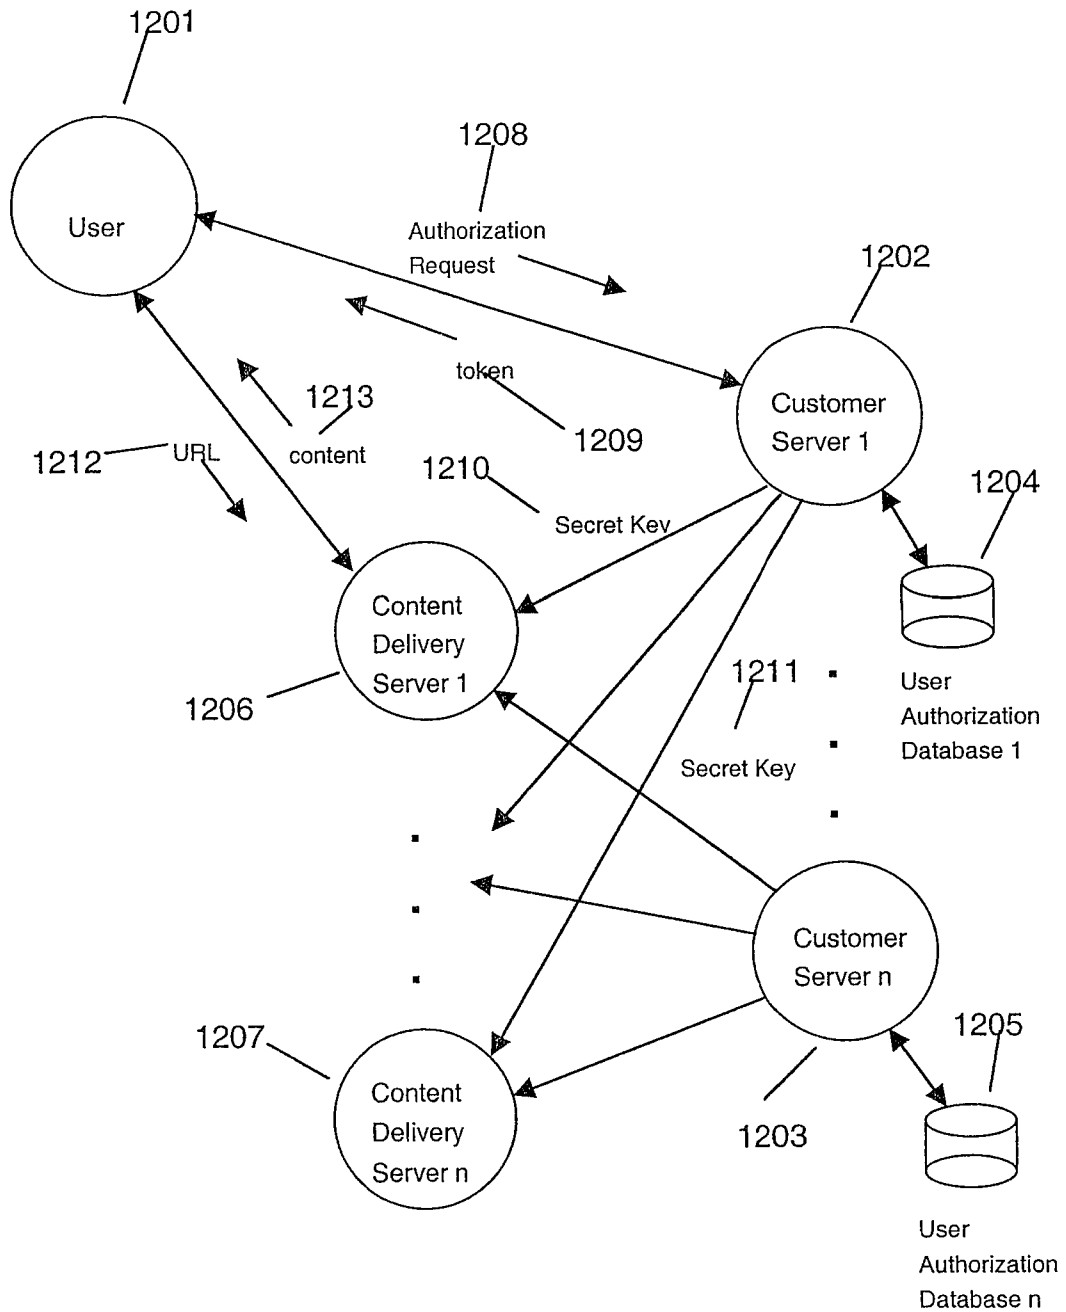 1201
1208
User
Authorization
Request
1202
token
1213
1209
Customer
Server 1
1212
URL
content
1210
1204
Secret Key
Content
Delivery
Server 1
1206
1211
User
Authorization
Database 1
Secret Key
Customer
Server n
1207
1205
Content
Delivery
Server n
1203
User
Authorization
Database n